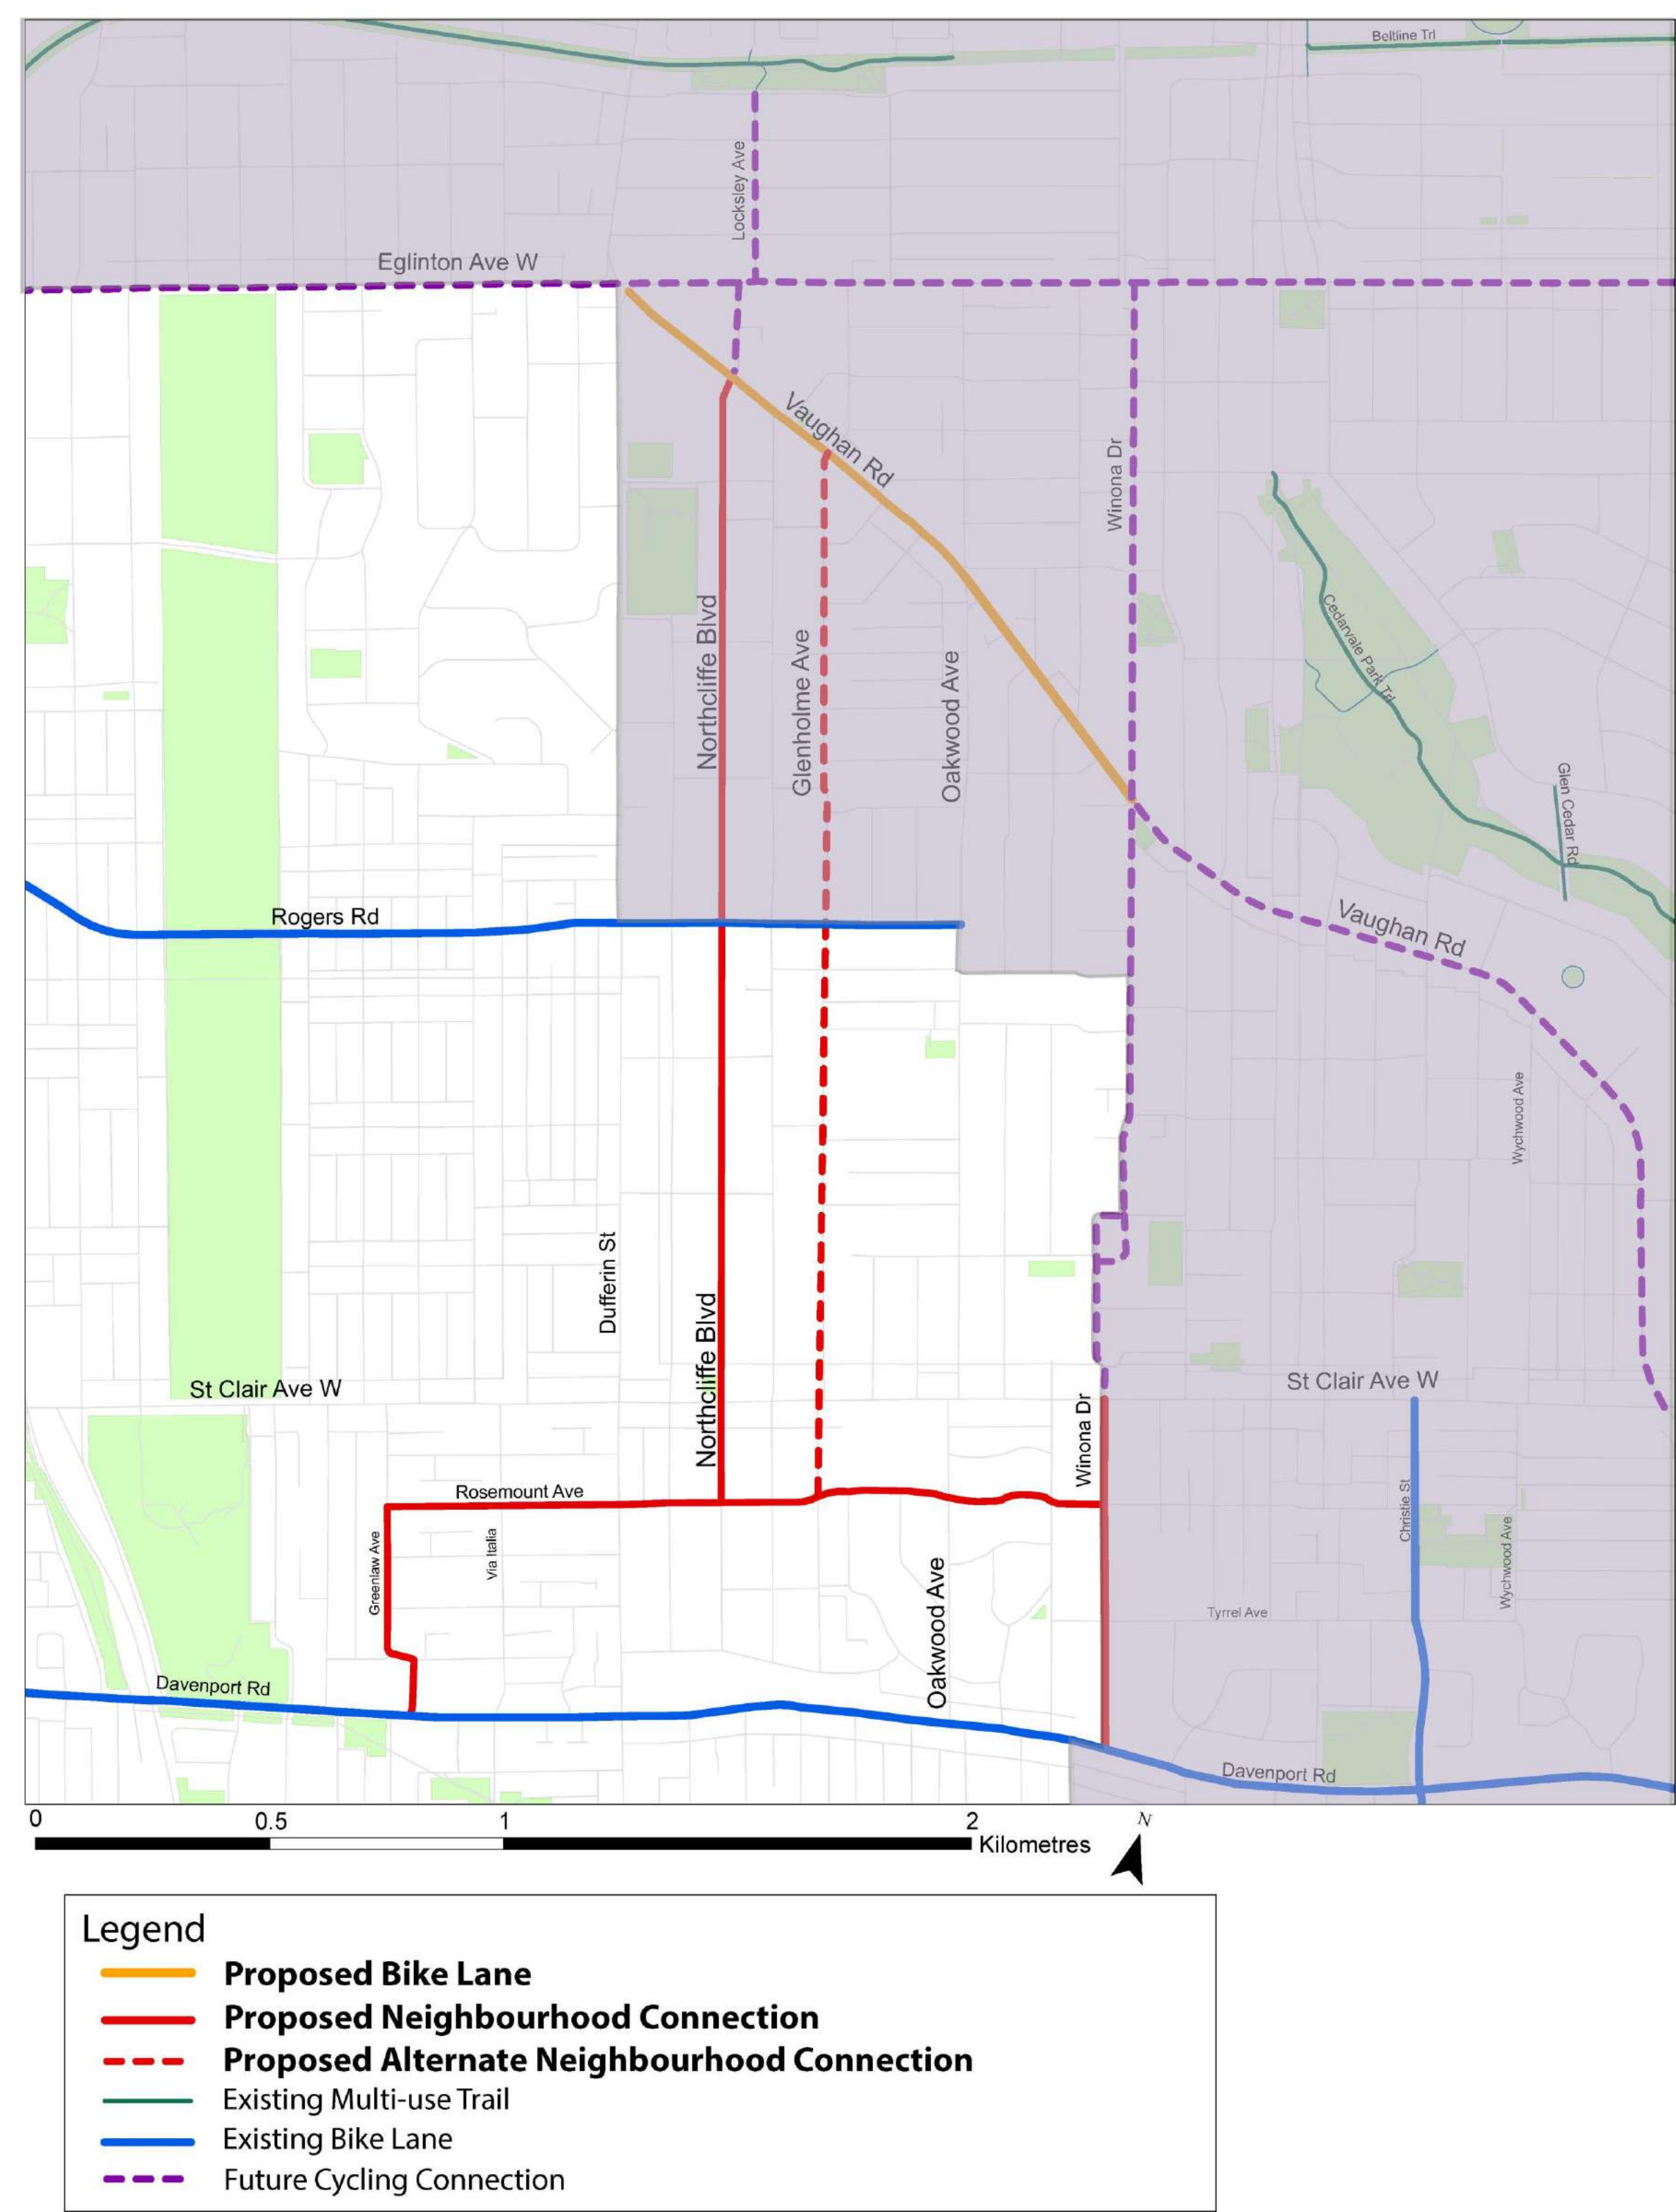 Beltline Trl
Locksley Ave
Eglinton Ave W
Vaughan Rd
Winona Dr
Northcliffe Blvd
Glenholme Ave
Oakwood Ave
Cedarvale Park Trl
Glen Cedar Rd
Rogers Rd
Vaughan Rd
Wychwood Ave
Dufferin St
Northcliffe Blvd
St Clair Ave W
St Clair Ave W
Winona Dr
Rosemount Ave
Christie St
Greenlaw Ave
Via Italia
Wychwood Ave
Oakwood Ave
Tyrrel Ave
Davenport Rd
Davenport Rd
0 0.5 1 2 N
Kilometres
Legend
Proposed Bike Lane
Proposed Neighbourhood Connection
Proposed Alternate Neighbourhood Connection
Existing Multi-use Trail
Existing Bike Lane
Future Cycling Connection